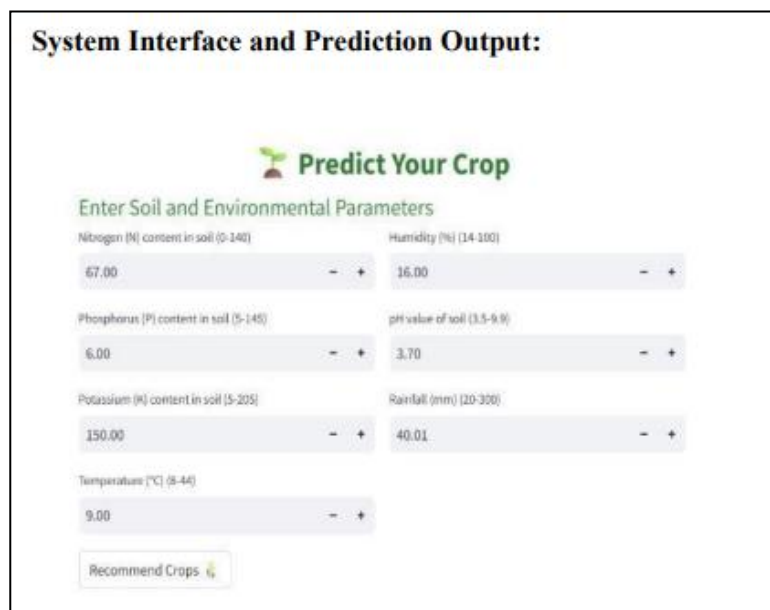 System Interface and Prediction Output:
Predict Your Crop
Enter Soil and Environmental Parameters
Nitrogen (N) content in soil (0-140)
67.00 - +
Phosphorus (P) content in soil (5-145)
6.00 - +
Potassium (K) content in soil (5-205)
150.00 - +
Temperature (°C) (8-44)
9.00 - +
Humidity (%) (14-100)
16.00 - +
pH value of soil (3.5-9.9)
3.70 - +
Rainfall (mm) (20-300)
40.01 - +
Recommend Crops